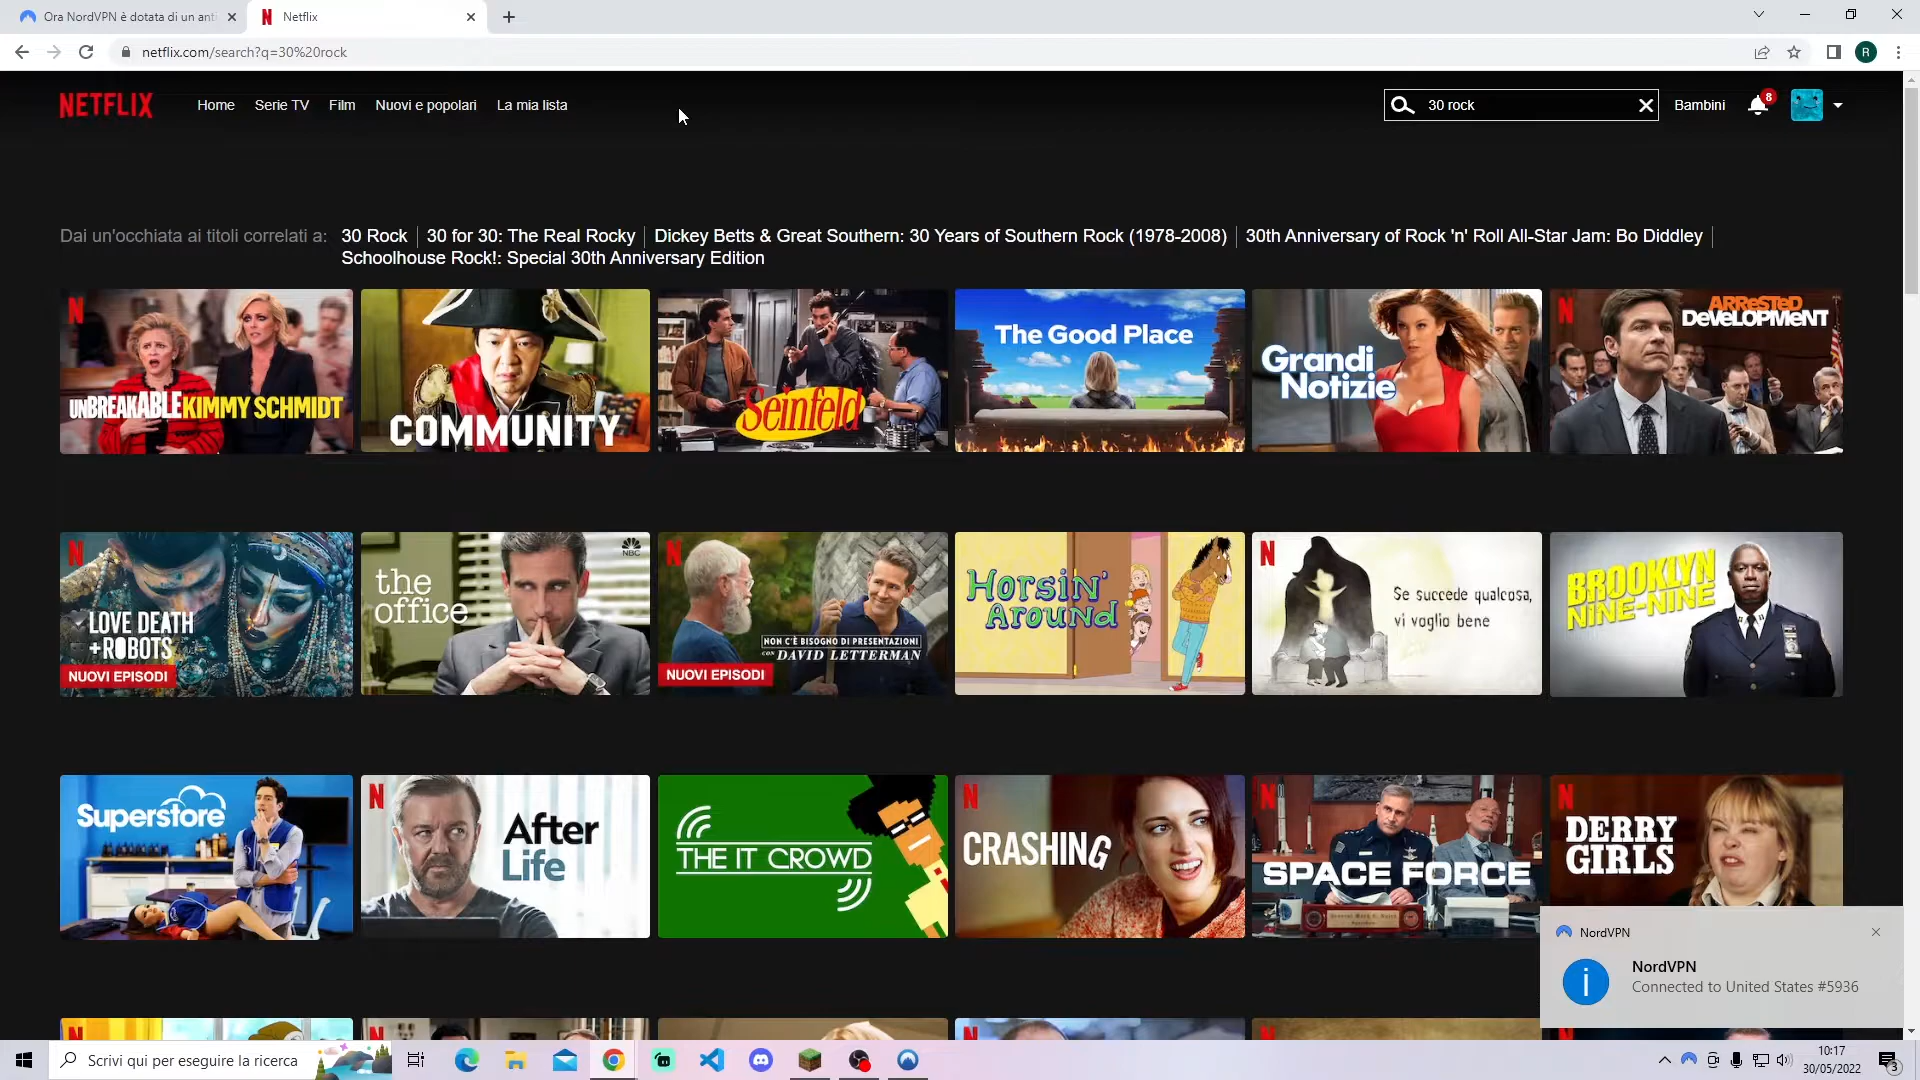 Ora NordVPN è dotata di un anti
Netflix
netflix.com/search?q=30%20rock
R
NETFLIX
Home
Serie TV
Film
Nuovi e popolari
La mia lista
30 rock
Bambini
8
Dai un'occhiata ai titoli correlati a:
30 Rock
30 for 30: The Real Rocky
Dickey Betts & Great Southern: 30 Years of Southern Rock (1978-2008)
30th Anniversary of Rock 'n' Roll All-Star Jam: Bo Diddley
Schoolhouse Rock!: Special 30th Anniversary Edition
UNBREAKABLE KIMMY SCHMIDT
COMMUNITY
Seinfeld
The Good Place
Grandi
Notizie
ARRESTED
DEVELOPMENT
LOVE DEATH
+ROBOTS
NUOVI EPISODI
the
office
NBC
NON C'È BISOGNO DI PRESENTAZIONI
CON DAVID LETTERMAN
NUOVI EPISODI
Horsin'
Around
Se succede qualcosa,
vi voglio bene
BROOKLYN
NINE-NINE
Superstore
After
Life
THE IT CROWD
CRASHING
SPACE FORCE
DERRY
GIRLS
NordVPN
NordVPN
Connected to United States #5936
Scrivi qui per eseguire la ricerca
10:17
30/05/2022
3